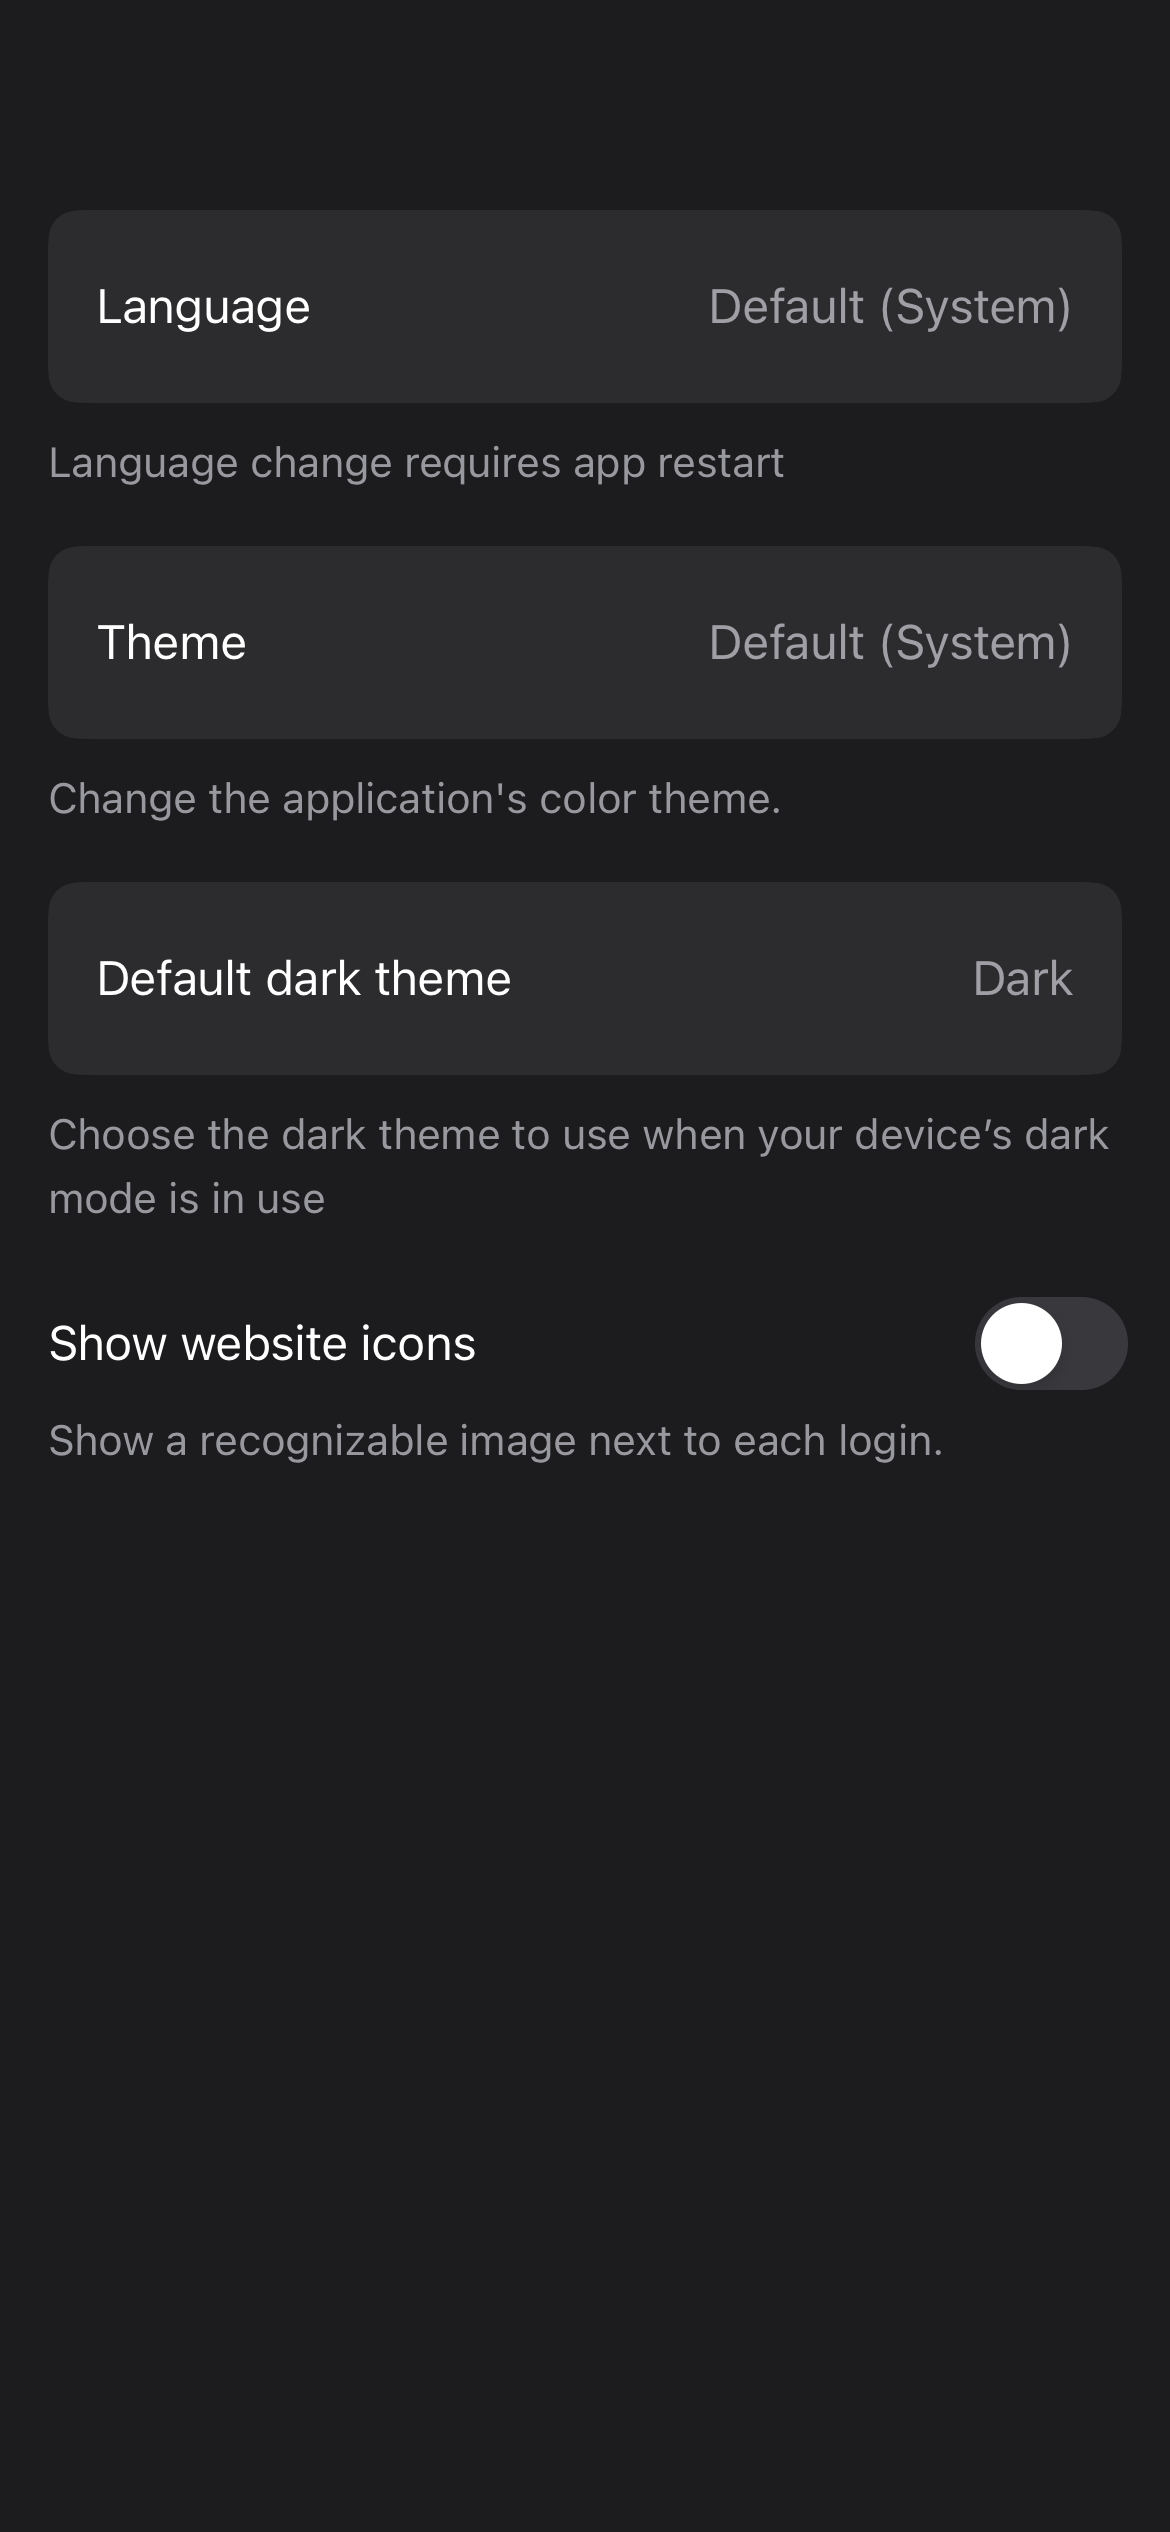 Language Default (System)
Language change requires app restart
Theme Default (System)
Change the application's color theme.
Default dark theme Dark
Choose the dark theme to use when your device’s dark
mode is in use
Show website icons
Show a recognizable image next to each login.